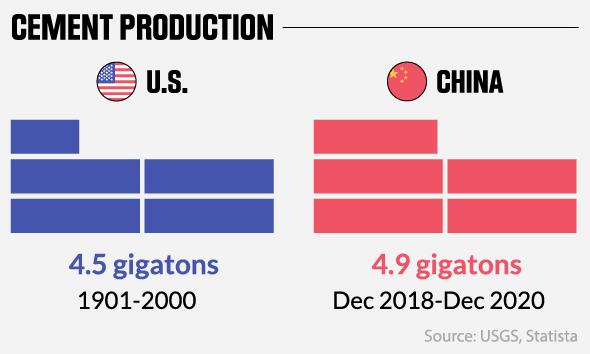 CEMENT PRODUCTION
U.S.
CHINA
4.5 gigatons
4.9 gigatons
1901-2000
Dec 2018-Dec 2020
Source: USGS, Statista